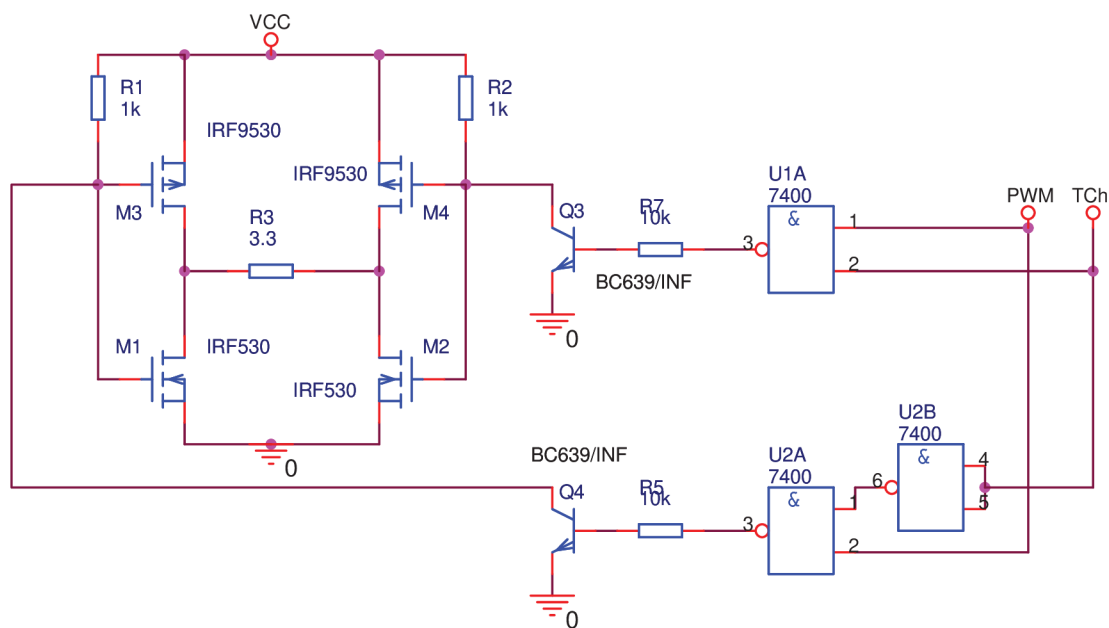 VCC
R1
1k
R2
1k
IRF9530
IRF9530
M3
M4
R3
3.3
M1
IRF530
M2
IRF530
0
Q3
R7
10k
BC639/INF
0
U1A
7400
&
1
2
3
PWM
TCh
BC639/INF
Q4
R5
10k
0
U2A
7400
&
1
2
3
U2B
7400
&
4
5
6